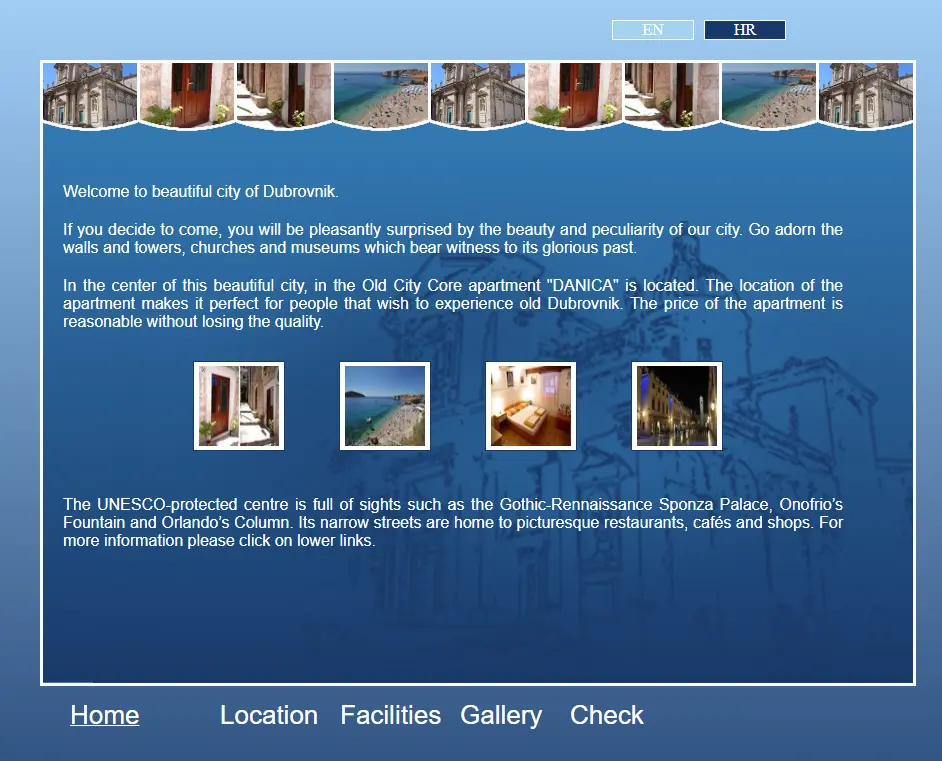 EN HR
Welcome to beautiful city of Dubrovnik.
If you decide to come, you will be pleasantly surprised by the beauty and peculiarity of our city. Go adorn the
walls and towers, churches and museums which bear witness to its glorious past.
In the center of this beautiful city, in the Old City Core apartment "DANICA" is located. The location of the
apartment makes it perfect for people that wish to experience old Dubrovnik. The price of the apartment is
reasonable without losing the quality.
The UNESCO-protected centre is full of sights such as the Gothic-Rennaissance Sponza Palace, Onofrio’s
Fountain and Orlando’s Column. Its narrow streets are home to picturesque restaurants, cafés and shops. For
more information please click on lower links.
Home Location Facilities Gallery Check